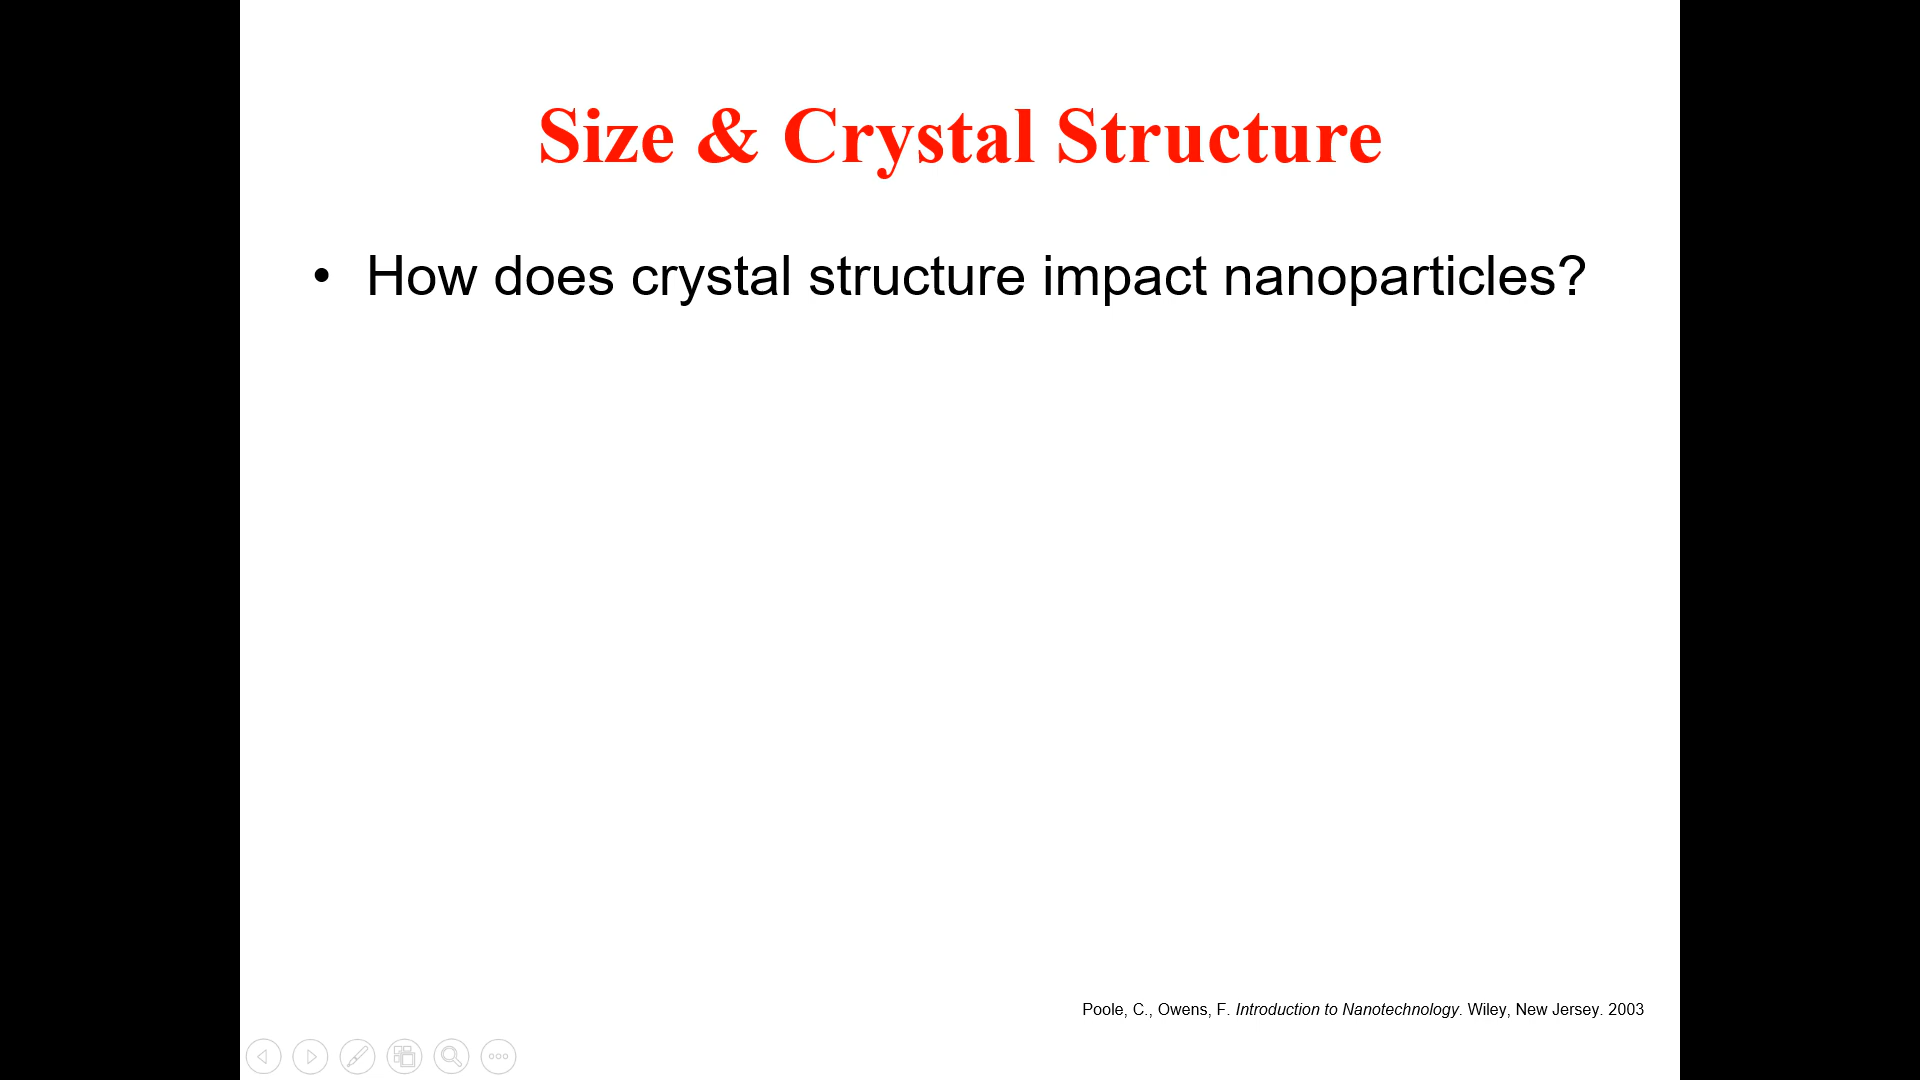 Size & Crystal Structure
• How does crystal structure impact nanoparticles?
Poole, C., Owens, F. Introduction to Nanotechnology. Wiley, New Jersey. 2003